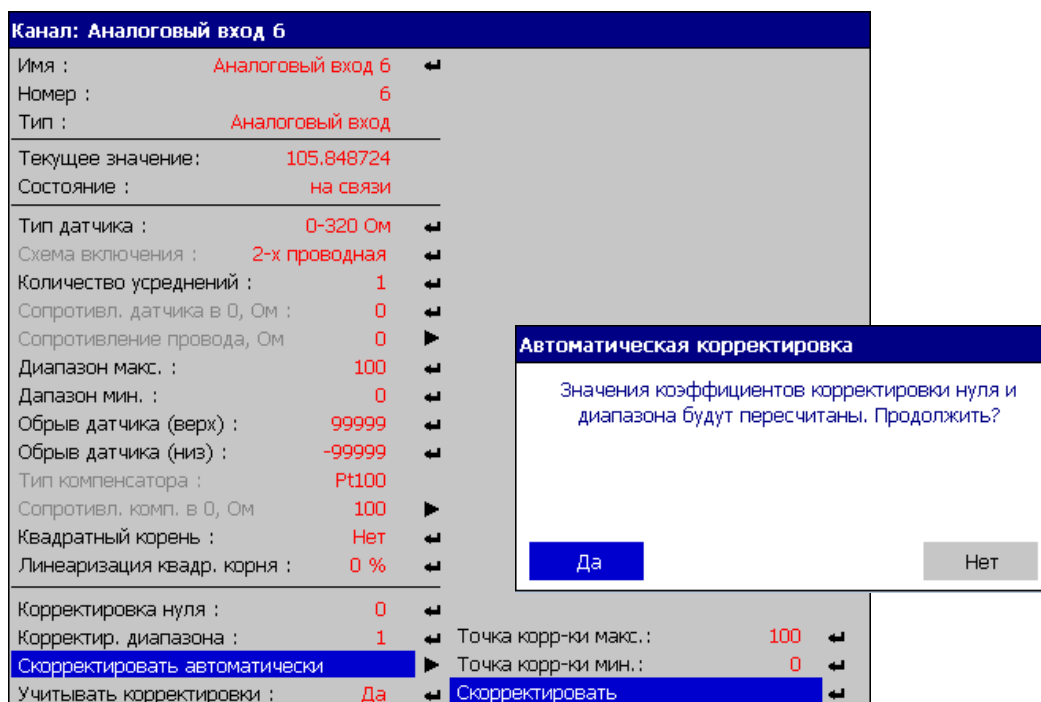 Канал: Аналоговый вход 6
Имя : Аналоговый вход 6
Номер : 6
Тип : Аналоговый вход
Текущее значение: 105.848724
Состояние : на связи
Тип датчика : 0-320 Ом
Схема включения : 2-х проводная
Количество усреднений : 1
Сопротивл. датчика в 0, Ом : 0
Сопротивление провода, Ом 0
Диапазон макс. : 100
Дапазон мин. : 0
Обрыв датчика (верх) : 99999
Обрыв датчика (низ) : -99999
Тип компенсатора : Pt100
Сопротивл. комп. в 0, Ом 100
Квадратный корень : Нет
Линеаризация квадр. корня : 0 %
Корректировка нуля : 0
Корректир. диапазона : 1
Скорректировать автоматически
Учитывать корректировки : Да
Автоматическая корректировка
Значения коэффициентов корректировки нуля и
диапазона будут пересчитаны. Продолжить?
Да Нет
Точка корр-ки макс.: 100
Точка корр-ки мин.: 0
Скорректировать